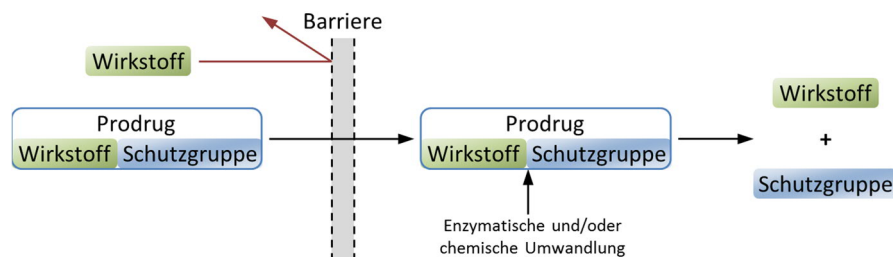 Barriere
Wirkstoff
Prodrug
Wirkstoff Schutzgruppe
Prodrug
Wirkstoff Schutzgruppe
Enzymatische und/oder
chemische Umwandlung
Wirkstoff
+
Schutzgruppe